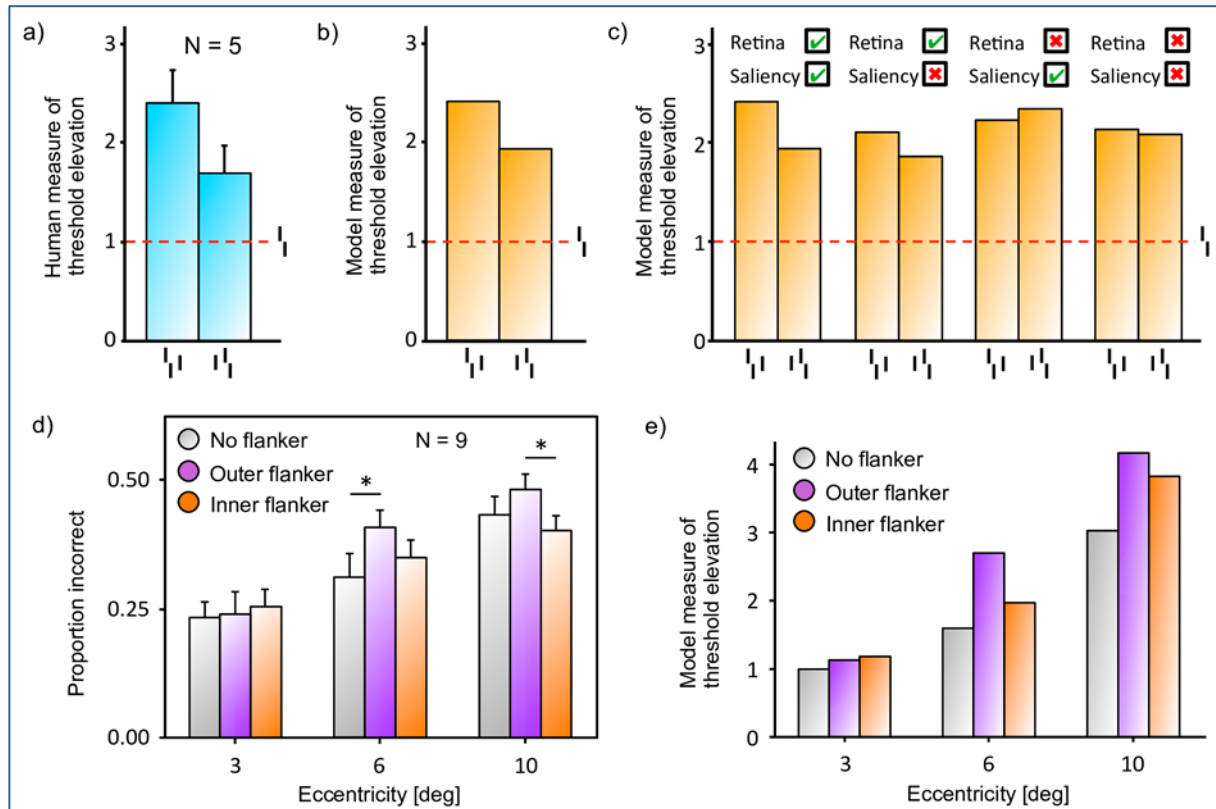 a)
N = 5
Human measure of
threshold elevation
3
2
1
0
b)
Model measure of
threshold elevation
3
2
1
0
c)
Model measure of
threshold elevation
3
2
1
0
Retina ✔ Retina ✔ Retina ✖ Retina ✖
Saliency ✔ Saliency ✖ Saliency ✔ Saliency ✖
d)
No flanker
Outer flanker
Inner flanker
N = 9
*
*
Proportion incorrect
0.50
0.25
0.00
3 6 10
Eccentricity [deg]
e)
No flanker
Outer flanker
Inner flanker
Model measure of
threshold elevation
4
3
2
1
0
3 6 10
Eccentricity [deg]